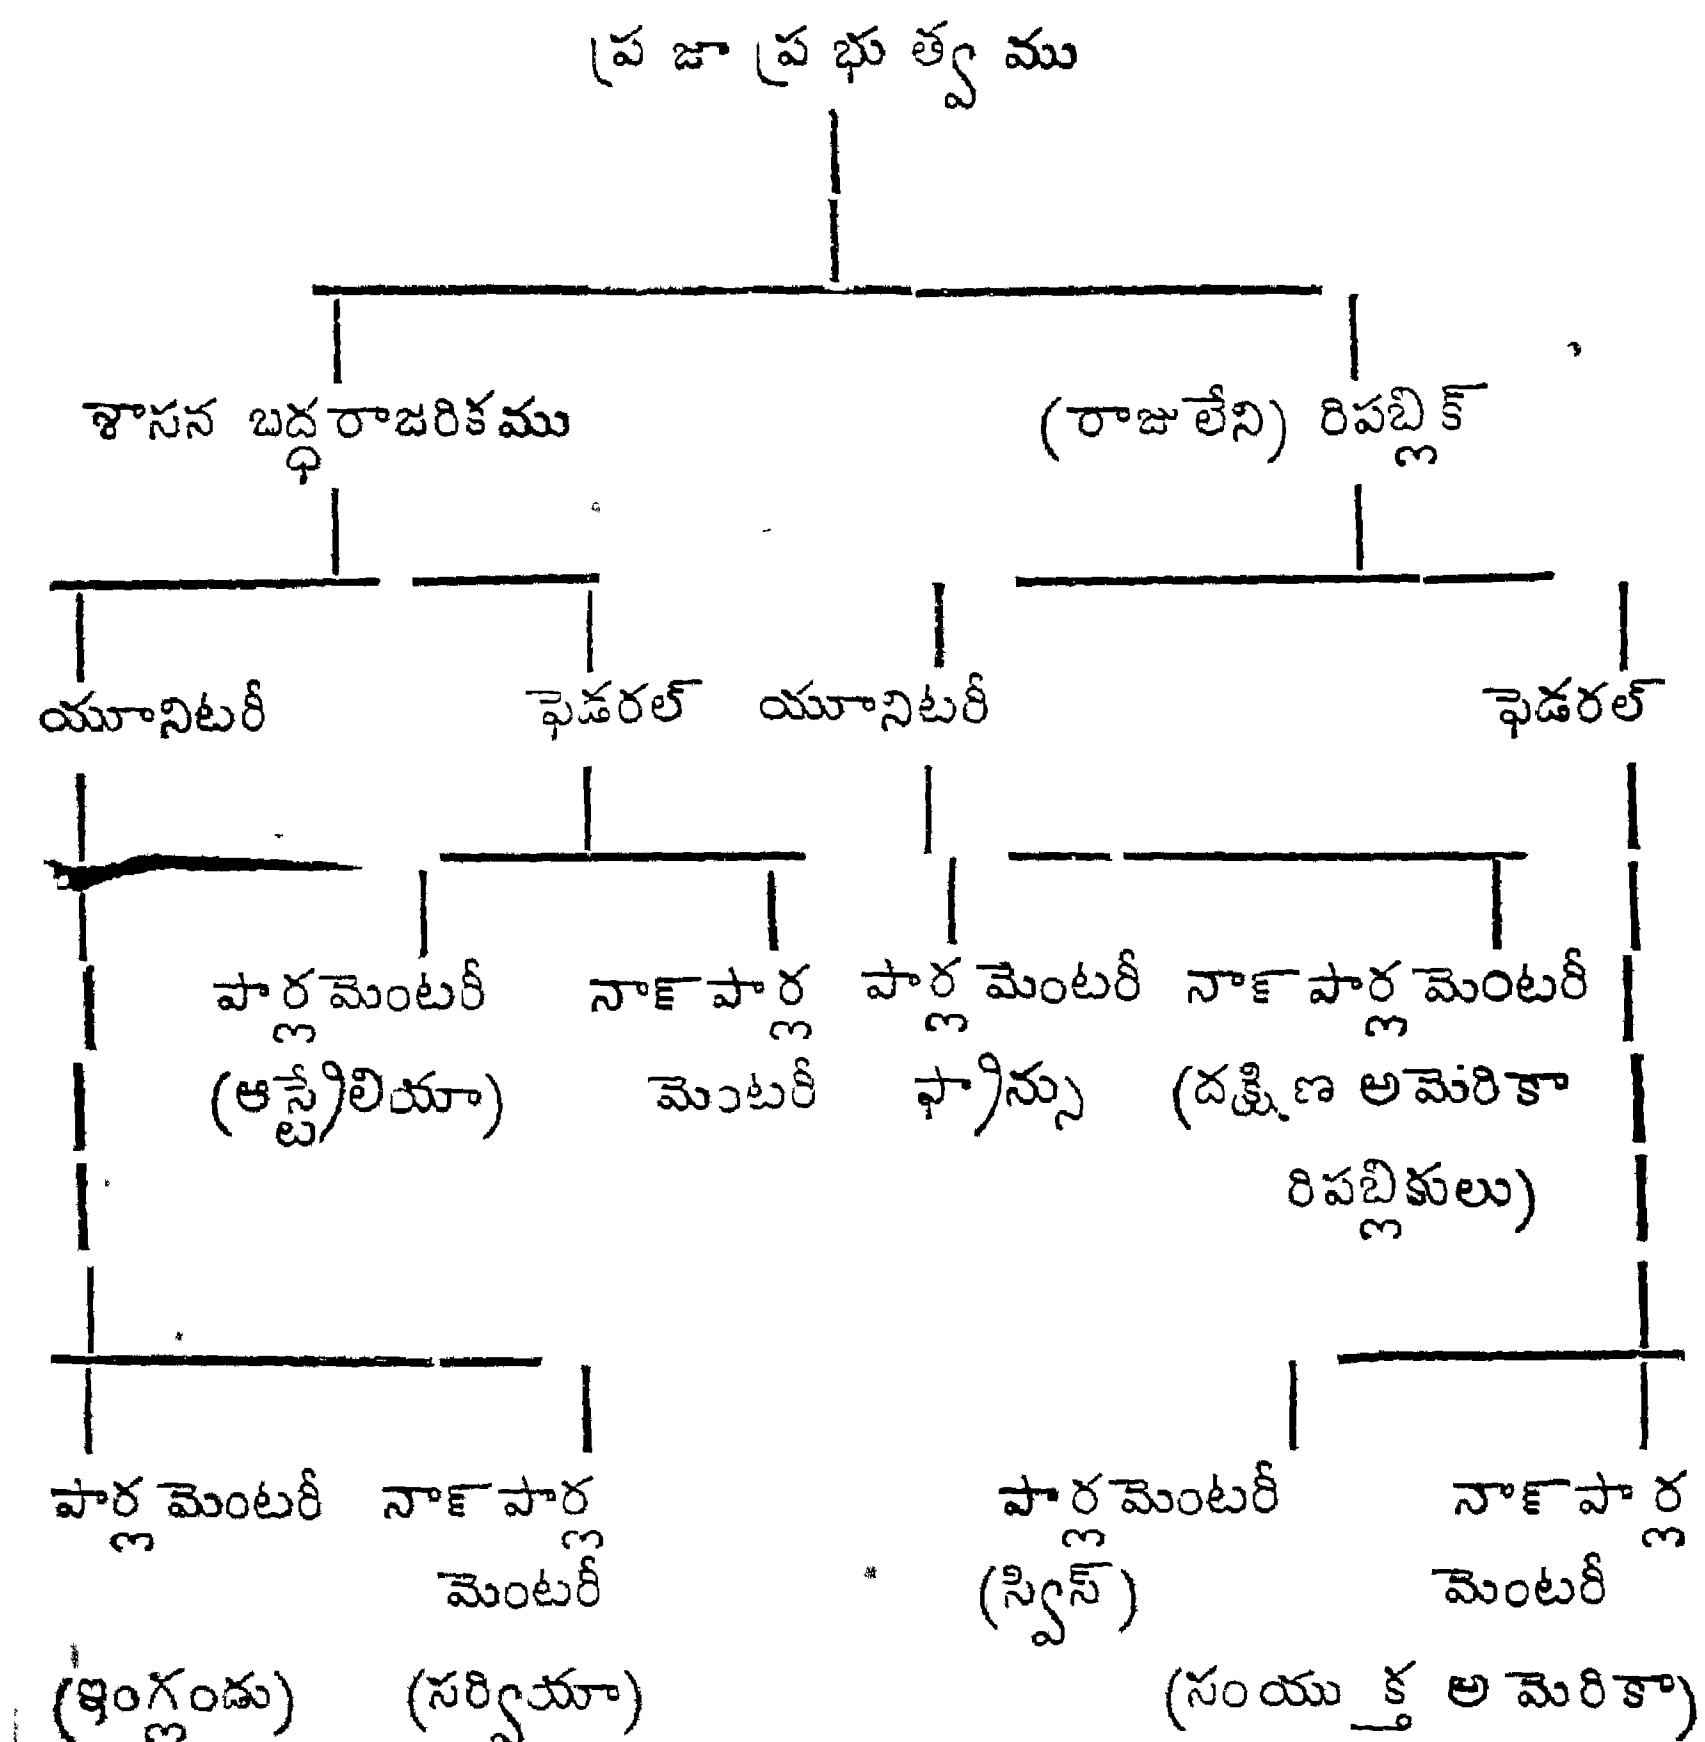 ప్రజాప్రభుత్వము
శాసన బద్ధరాజరికము (రాజులేని) రిపబ్లిక్
యూనిటరీ ఫెడరల్ యూనిటరీ ఫెడరల్
పార్లమెంటరీ నాన్ పార్ల పార్లమెంటరీ నాన్ పార్లమెంటరీ
(ఆస్ట్రేలియా) మెంటరీ ఫ్రాన్సు (దక్షిణ అమెరికా
రిపబ్లికులు)
పార్లమెంటరీ నాన్ పార్ల పార్లమెంటరీ నాన్ పార్ల
మెంటరీ (స్విస్) మెంటరీ
(ఇంగ్లండు) (సర్వియా) (సంయుక్త అమెరికా)